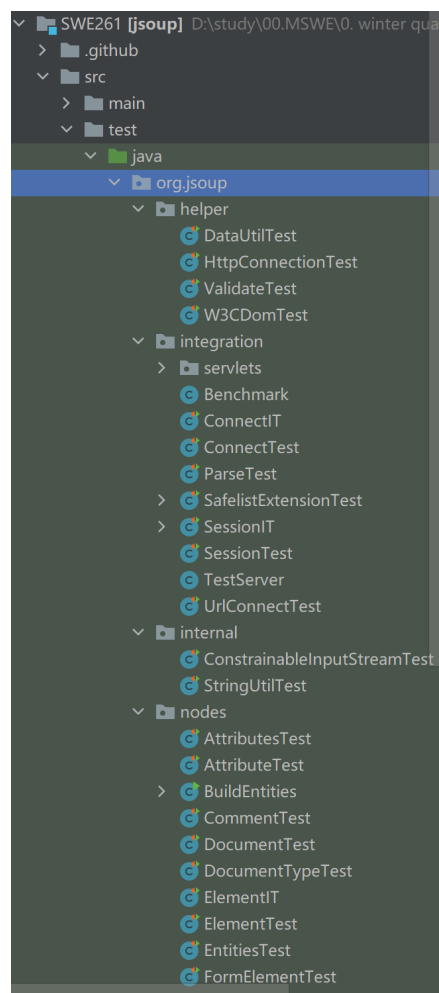 SWE261 [jsoup] D:\study\00.MSWE\0. winter qua
.github
src
main
test
java
org.jsoup
helper
DataUtilTest
HttpConnectionTest
ValidateTest
W3CDomTest
integration
servlets
Benchmark
ConnectIT
ConnectTest
ParseTest
SafelistExtensionTest
SessionIT
SessionTest
TestServer
UrlConnectTest
internal
ConstrainableInputStreamTest
StringUtilTest
nodes
AttributesTest
AttributeTest
BuildEntities
CommentTest
DocumentTest
DocumentTypeTest
ElementIT
ElementTest
EntitiesTest
FormElementTest